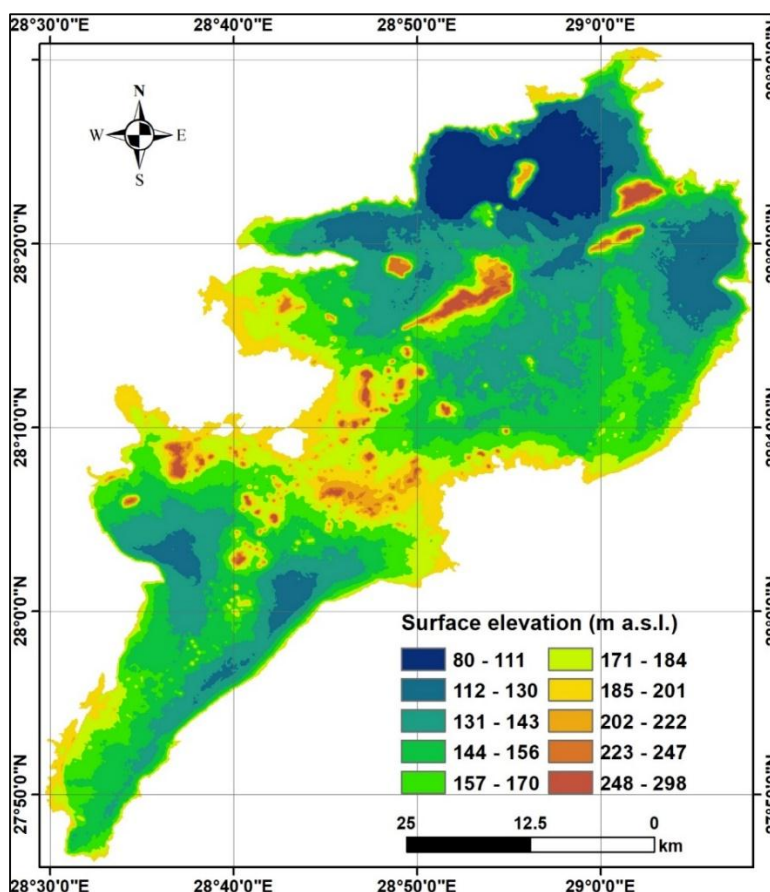 28°30'0"E 28°40'0"E 28°50'0"E 29°0'0"E
N
W E
S
28°20'0"N
28°10'0"N
28°0'0"N
27°50'0"N
Surface elevation (m a.s.l.)
80 - 111 171 - 184
112 - 130 185 - 201
131 - 143 202 - 222
144 - 156 223 - 247
157 - 170 248 - 298
25 12.5 0
km
28°30'0"E 28°40'0"E 28°50'0"E 29°0'0"E